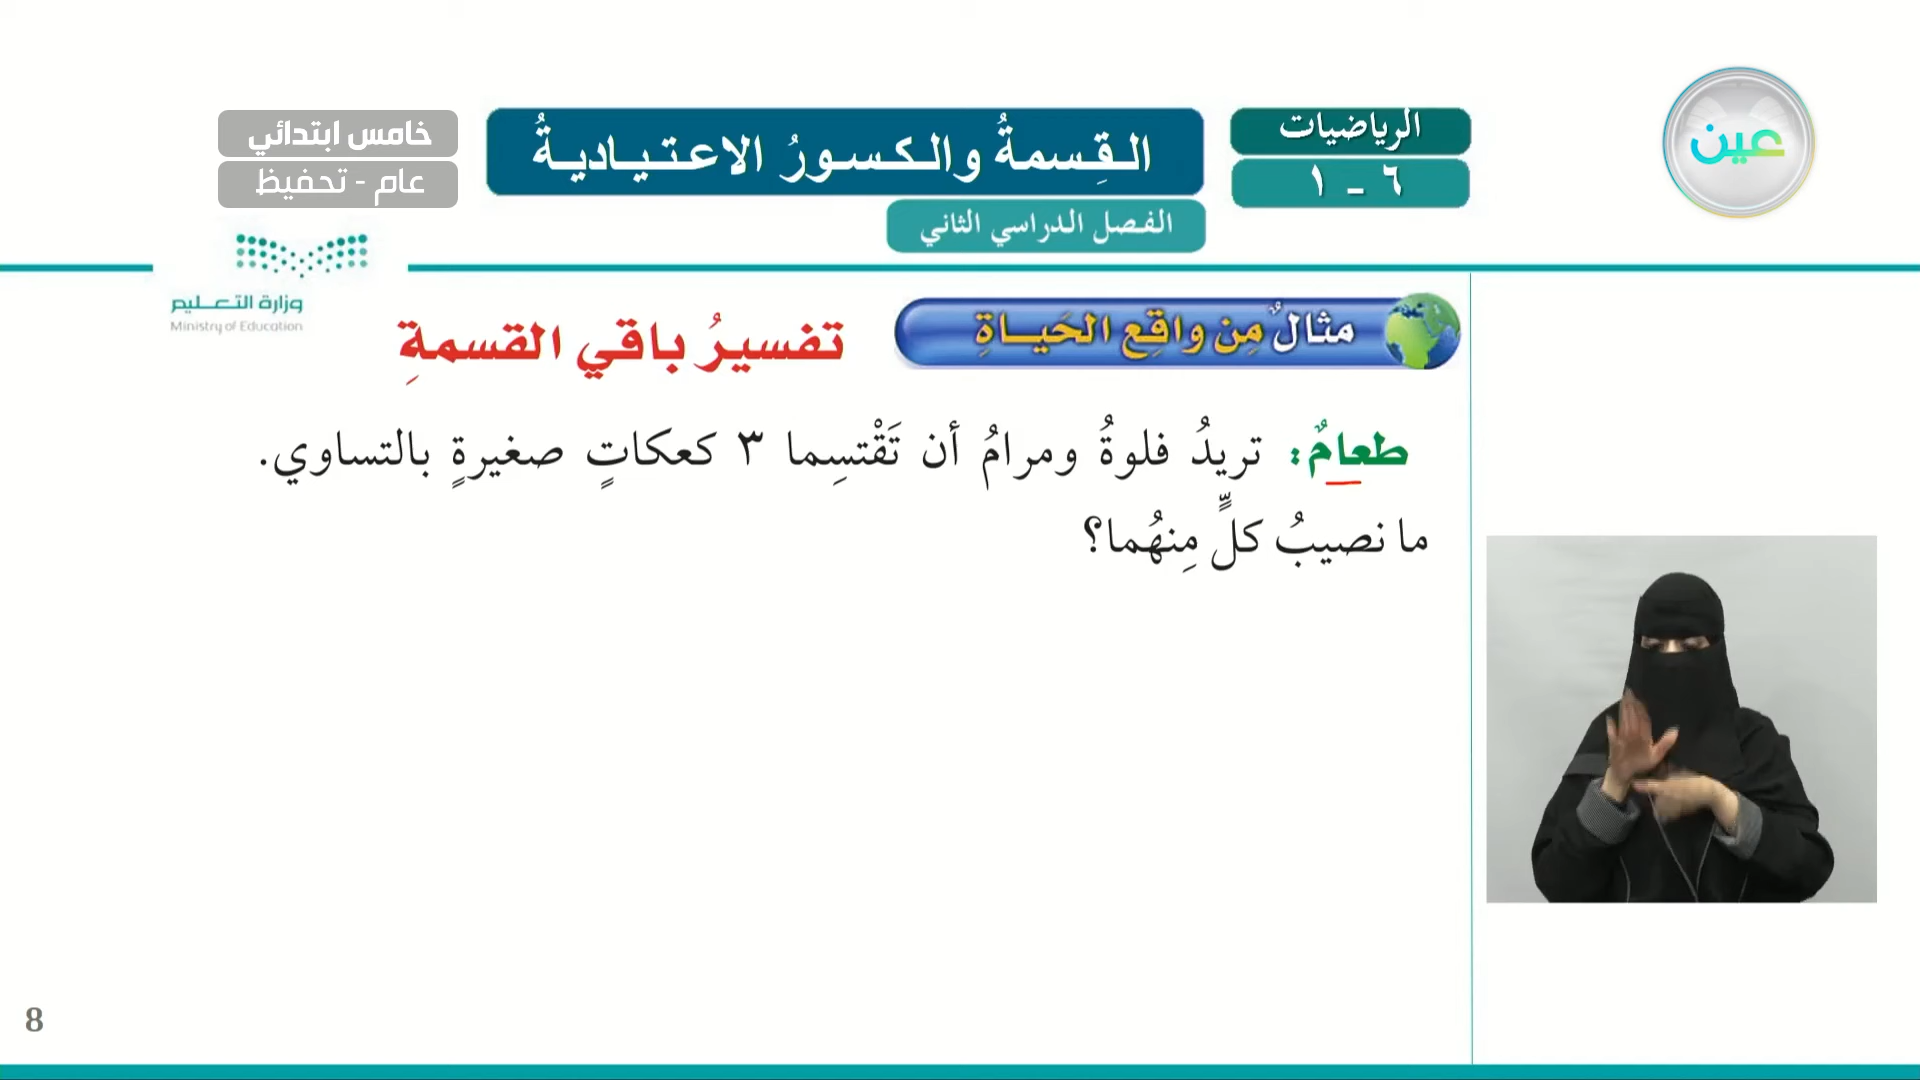 عين
الرياضيات
٦ - ١
القِسمةُ والكسورُ الاعتياديةُ
الفصل الدراسي الثاني
خامس ابتدائي
عام - تحفيظ
وزارة التعليم
Ministry of Education
مثالٌ مِن واقِع الحَياةِ
تفسيرُ باقي القسمةِ
طعامٌ: تريدُ فلوةُ ومرامُ أن تَقْتسِما ٣ كعكاتٍ صغيرةٍ بالتساوي.
ما نصيبُ كلٍّ مِنهُما؟
8